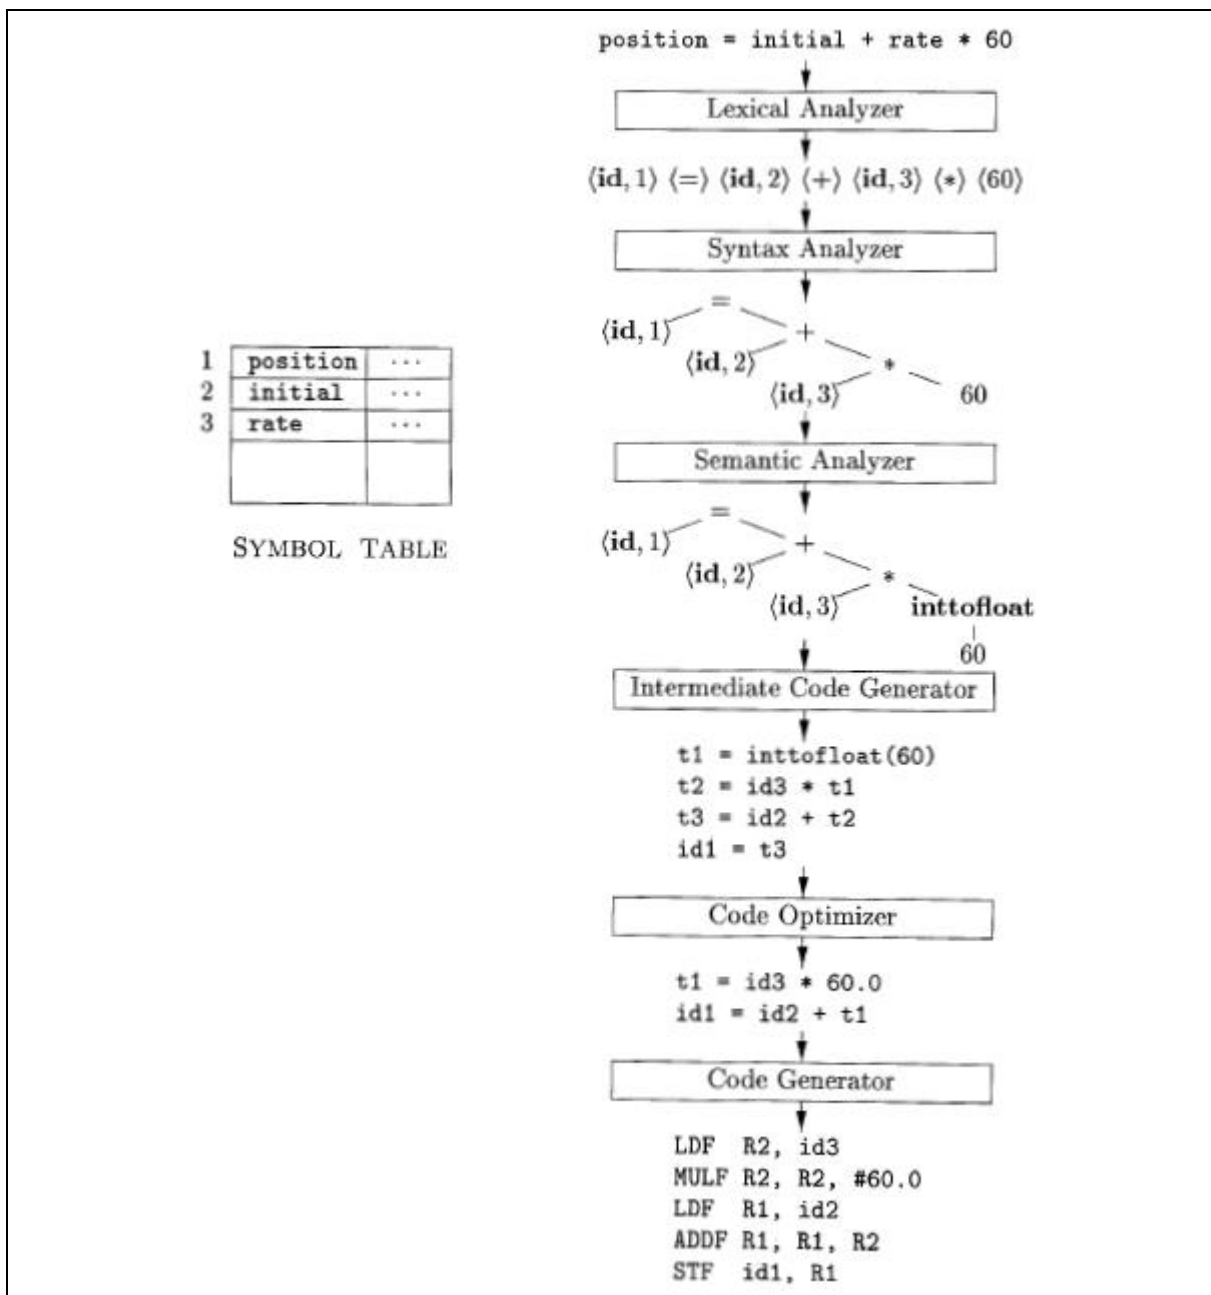 position = initial + rate * 60
Lexical Analyzer
⟨id, 1⟩ ⟨=⟩ ⟨id, 2⟩ ⟨+⟩ ⟨id, 3⟩ ⟨*⟩ ⟨60⟩
Syntax Analyzer
=
⟨id, 1⟩ +
⟨id, 2⟩ *
⟨id, 3⟩ 60
1 position ...
2 initial ...
3 rate ...
SYMBOL TABLE
Semantic Analyzer
=
⟨id, 1⟩ +
⟨id, 2⟩ *
⟨id, 3⟩ inttofloat
60
Intermediate Code Generator
t1 = inttofloat(60)
t2 = id3 * t1
t3 = id2 + t2
id1 = t3
Code Optimizer
t1 = id3 * 60.0
id1 = id2 + t1
Code Generator
LDF R2, id3
MULF R2, R2, #60.0
LDF R1, id2
ADDF R1, R1, R2
STF id1, R1